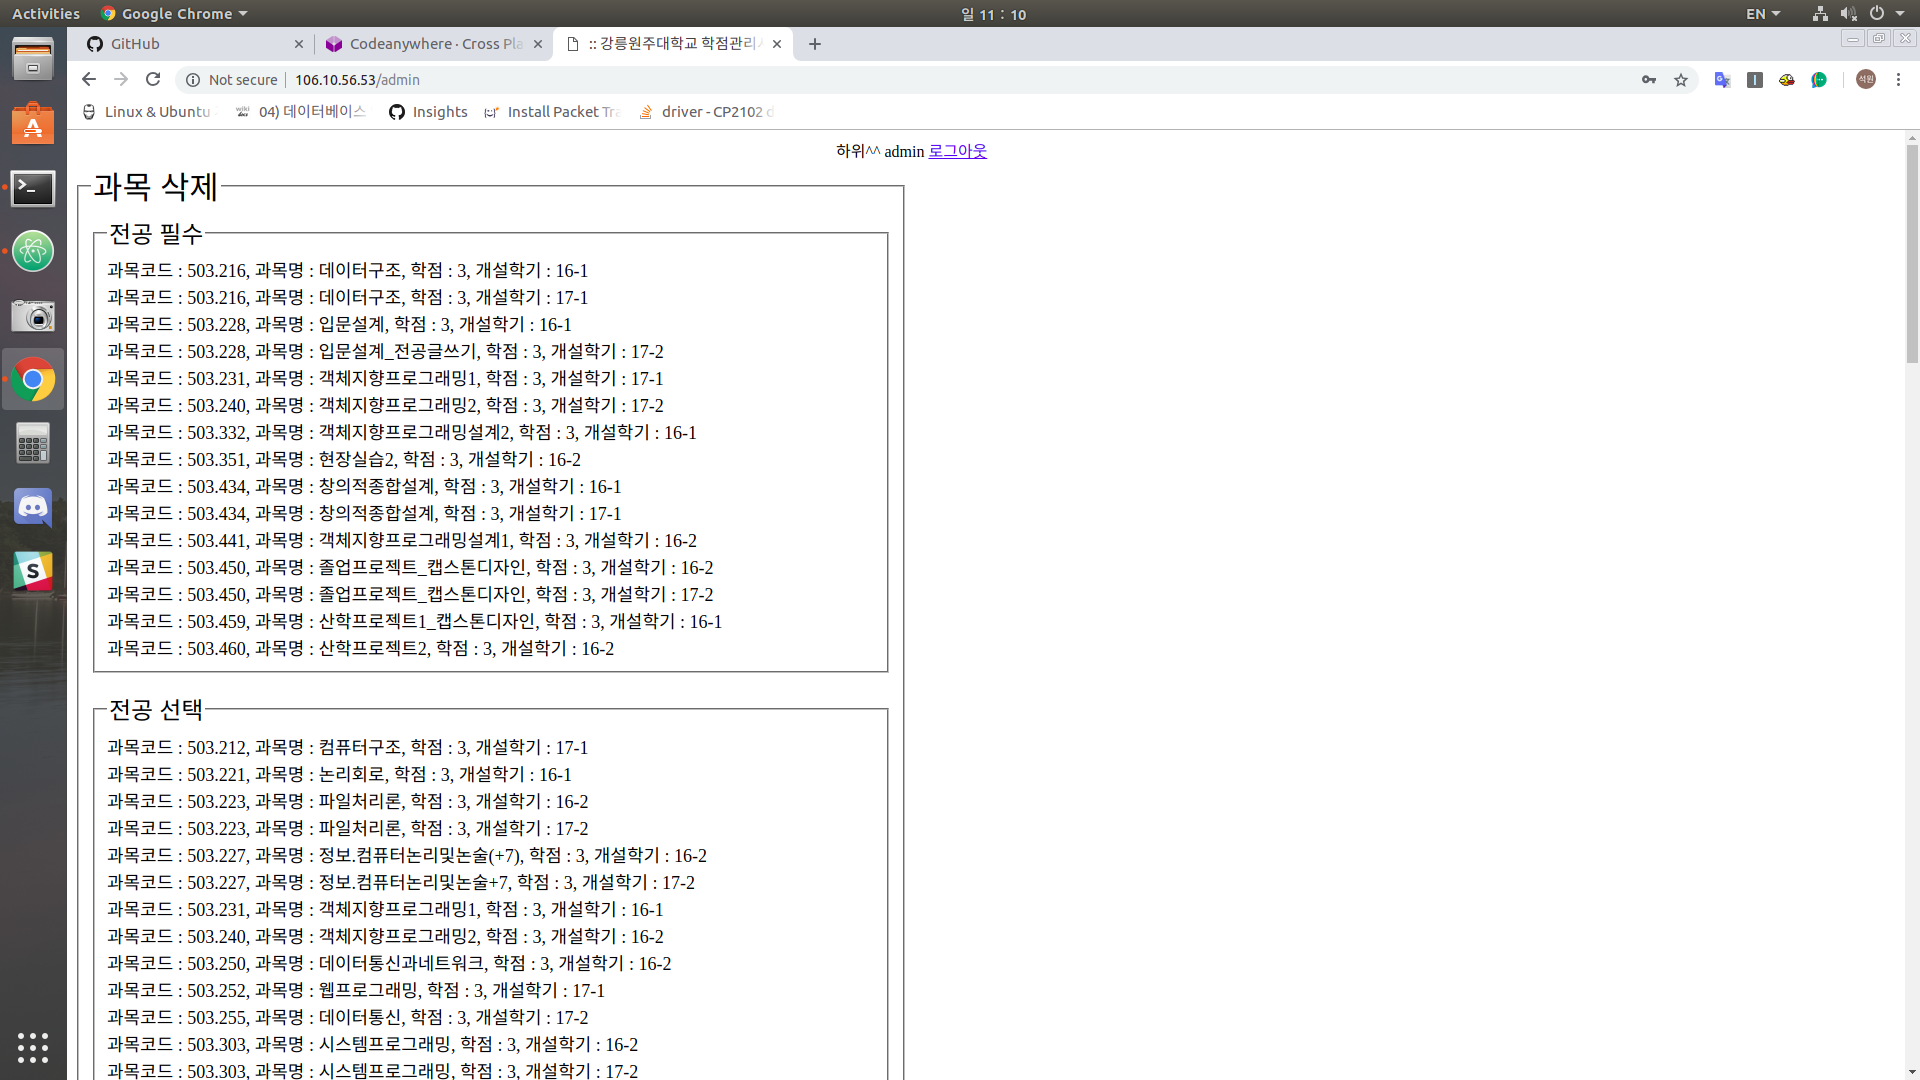 Activities
Google Chrome
일 11 : 10
EN
GitHub
Codeanywhere · Cross Pla
:: 강릉원주대학교 학점관리시
Not secure
106.10.56.53/admin
석원
Linux & Ubuntu
04) 데이터베이스
Insights
Install Packet Tra
driver - CP2102 d
하위^^ admin 로그아웃
과목 삭제
전공 필수
과목코드 : 503.216, 과목명 : 데이터구조, 학점 : 3, 개설학기 : 16-1
과목코드 : 503.216, 과목명 : 데이터구조, 학점 : 3, 개설학기 : 17-1
과목코드 : 503.228, 과목명 : 입문설계, 학점 : 3, 개설학기 : 16-1
과목코드 : 503.228, 과목명 : 입문설계_전공글쓰기, 학점 : 3, 개설학기 : 17-2
과목코드 : 503.231, 과목명 : 객체지향프로그래밍1, 학점 : 3, 개설학기 : 17-1
과목코드 : 503.240, 과목명 : 객체지향프로그래밍2, 학점 : 3, 개설학기 : 17-2
과목코드 : 503.332, 과목명 : 객체지향프로그래밍설계2, 학점 : 3, 개설학기 : 16-1
과목코드 : 503.351, 과목명 : 현장실습2, 학점 : 3, 개설학기 : 16-2
과목코드 : 503.434, 과목명 : 창의적종합설계, 학점 : 3, 개설학기 : 16-1
과목코드 : 503.434, 과목명 : 창의적종합설계, 학점 : 3, 개설학기 : 17-1
과목코드 : 503.441, 과목명 : 객체지향프로그래밍설계1, 학점 : 3, 개설학기 : 16-2
과목코드 : 503.450, 과목명 : 졸업프로젝트_캡스톤디자인, 학점 : 3, 개설학기 : 16-2
과목코드 : 503.450, 과목명 : 졸업프로젝트_캡스톤디자인, 학점 : 3, 개설학기 : 17-2
과목코드 : 503.459, 과목명 : 산학프로젝트1_캡스톤디자인, 학점 : 3, 개설학기 : 16-1
과목코드 : 503.460, 과목명 : 산학프로젝트2, 학점 : 3, 개설학기 : 16-2
전공 선택
과목코드 : 503.212, 과목명 : 컴퓨터구조, 학점 : 3, 개설학기 : 17-1
과목코드 : 503.221, 과목명 : 논리회로, 학점 : 3, 개설학기 : 16-1
과목코드 : 503.223, 과목명 : 파일처리론, 학점 : 3, 개설학기 : 16-2
과목코드 : 503.223, 과목명 : 파일처리론, 학점 : 3, 개설학기 : 17-2
과목코드 : 503.227, 과목명 : 정보.컴퓨터논리및논술(+7), 학점 : 3, 개설학기 : 16-2
과목코드 : 503.227, 과목명 : 정보.컴퓨터논리및논술+7, 학점 : 3, 개설학기 : 17-2
과목코드 : 503.231, 과목명 : 객체지향프로그래밍1, 학점 : 3, 개설학기 : 16-1
과목코드 : 503.240, 과목명 : 객체지향프로그래밍2, 학점 : 3, 개설학기 : 16-2
과목코드 : 503.250, 과목명 : 데이터통신과네트워크, 학점 : 3, 개설학기 : 16-2
과목코드 : 503.252, 과목명 : 웹프로그래밍, 학점 : 3, 개설학기 : 17-1
과목코드 : 503.255, 과목명 : 데이터통신, 학점 : 3, 개설학기 : 17-2
과목코드 : 503.303, 과목명 : 시스템프로그래밍, 학점 : 3, 개설학기 : 16-2
과목코드 : 503.303, 과목명 : 시스템프로그래밍, 학점 : 3, 개설학기 : 17-2